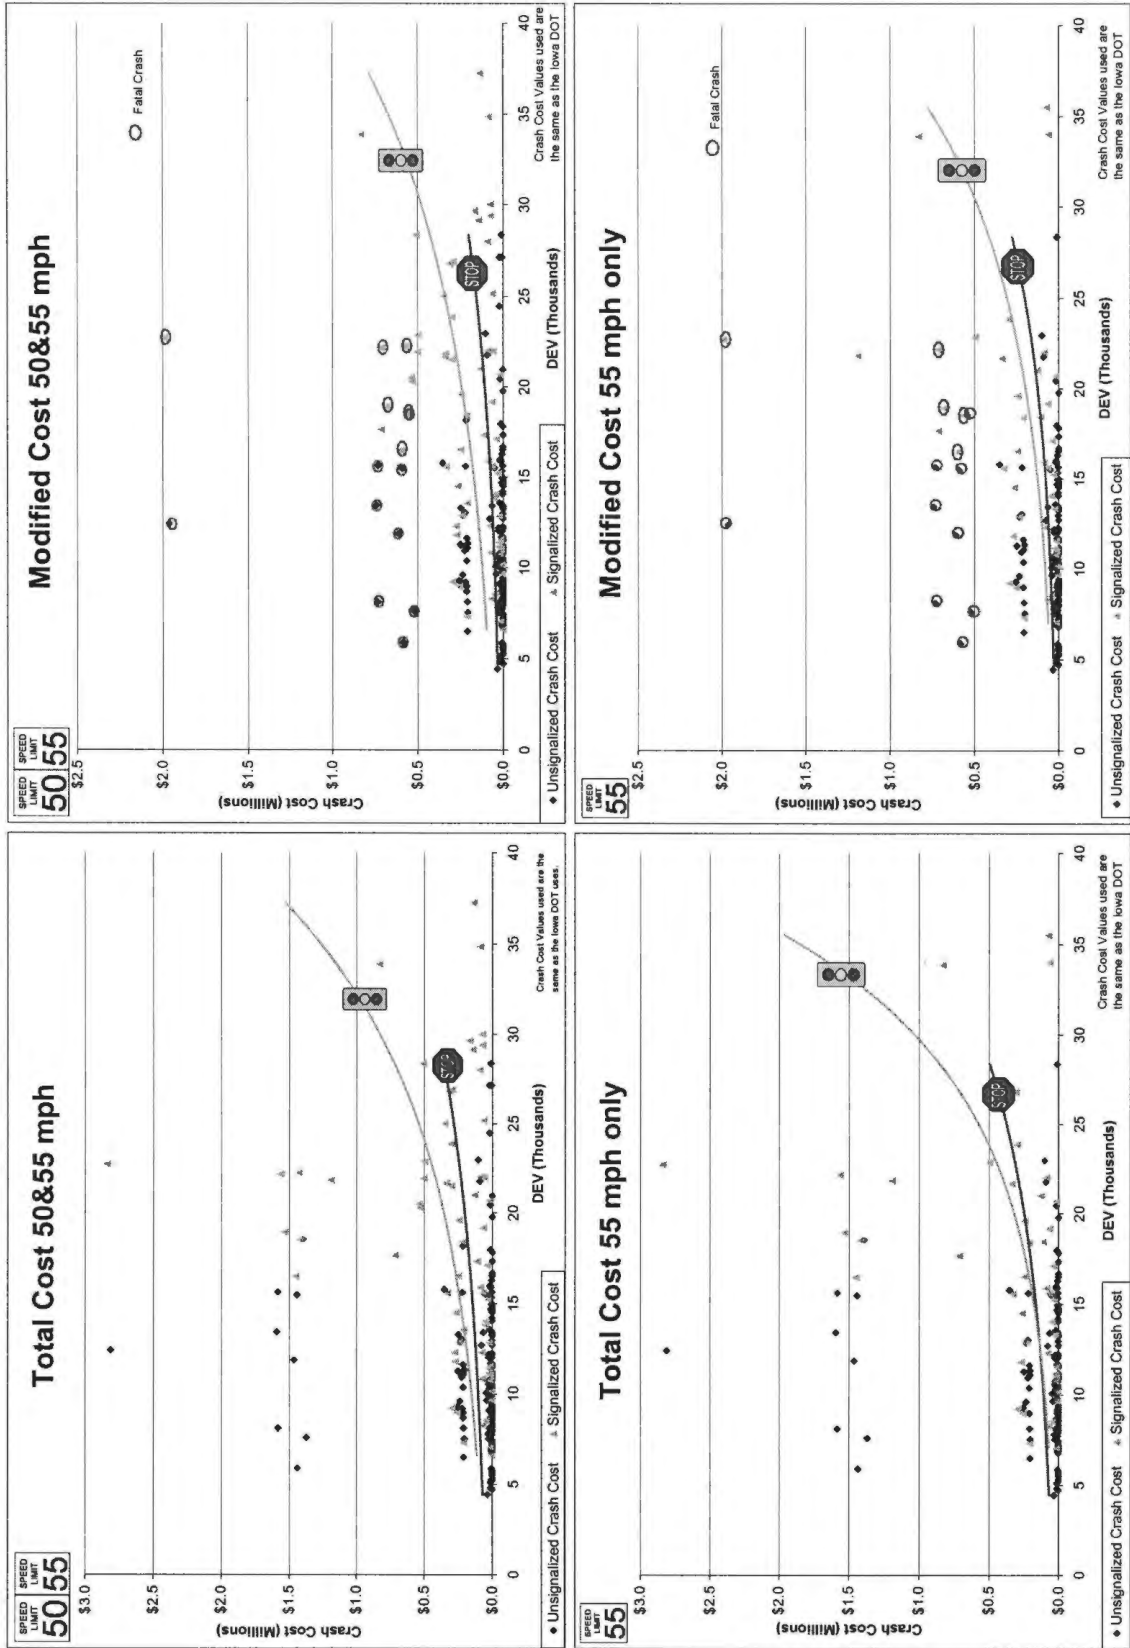 SPEED LIMIT 50
SPEED LIMIT 55
Total Cost 50&55 mph
Crash Cost (Millions)
$3.0
$2.5
$2.0
$1.5
$1.0
$0.5
$0.0
0 5 10 15 20 25 30 35 40
DEV (Thousands)
STOP
Crash Cost Values used are the
same as the Iowa DOT uses.
Unsignalized Crash Cost Signalized Crash Cost
SPEED LIMIT 50
SPEED LIMIT 55
Modified Cost 50&55 mph
Crash Cost (Millions)
$2.5
$2.0
$1.5
$1.0
$0.5
$0.0
0 5 10 15 20 25 30 35 40
DEV (Thousands)
Fatal Crash
STOP
Crash Cost Values used are
the same as the Iowa DOT
Unsignalized Crash Cost Signalized Crash Cost
SPEED LIMIT 55
Total Cost 55 mph only
Crash Cost (Millions)
$3.0
$2.5
$2.0
$1.5
$1.0
$0.5
$0.0
0 5 10 15 20 25 30 35 40
DEV (Thousands)
STOP
Crash Cost Values used are
the same as the Iowa DOT
Unsignalized Crash Cost Signalized Crash Cost
SPEED LIMIT 55
Modified Cost 55 mph only
Crash Cost (Millions)
$2.5
$2.0
$1.5
$1.0
$0.5
$0.0
0 5 10 15 20 25 30 35 40
DEV (Thousands)
Fatal Crash
STOP
Crash Cost Values used are
the same as the Iowa DOT
Unsignalized Crash Cost Signalized Crash Cost